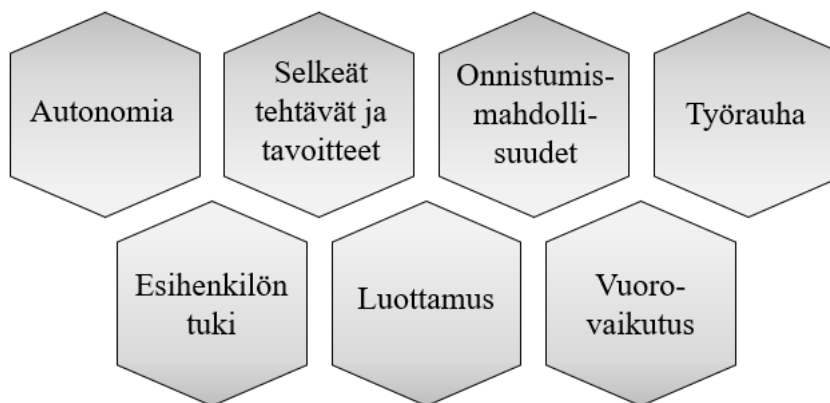 Autonomia
Selkeät
tehtävät ja
tavoitteet
Onnistumis-
mahdolli-
suudet
Työrauha
Esihenkilön
tuki
Luottamus
Vuoro-
vaikutus